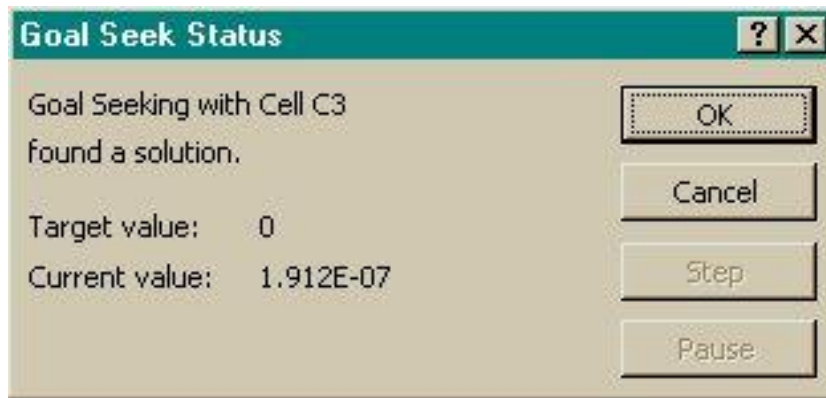 Goal Seek Status
? X
Goal Seeking with Cell C3
found a solution.
Target value: 0
Current value: 1.912E-07
OK
Cancel
Step
Pause